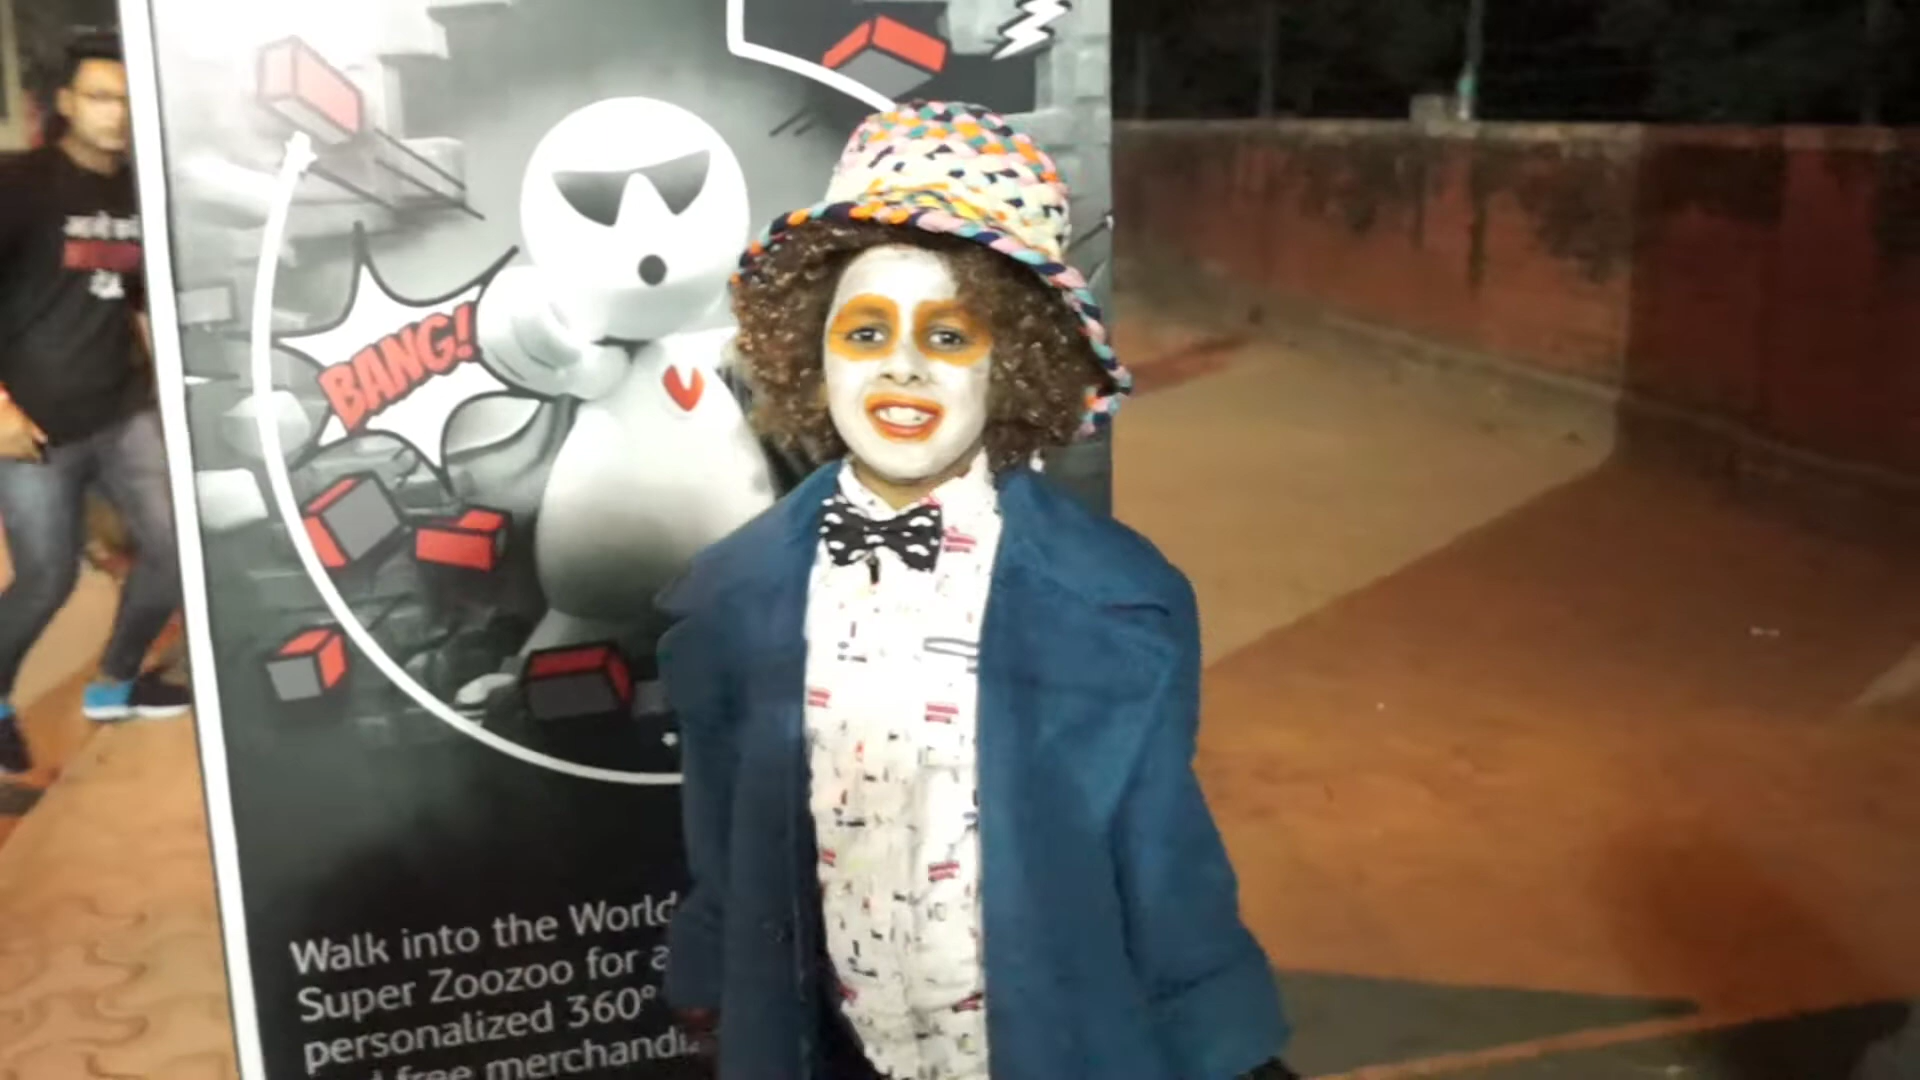 BANG!
Walk into the World
Super Zoozoo for a
personalized 360°
free merchandi